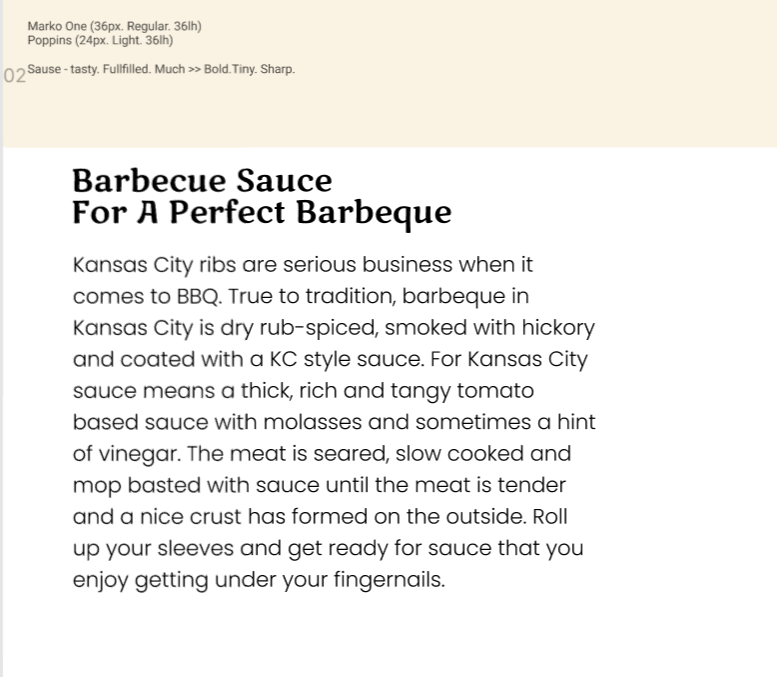 Marko One (36px. Regular. 36lh)
Poppins (24px. Light. 36lh)
02
Sause - tasty. Fullfilled. Much >> Bold.Tiny. Sharp.
Barbecue Sauce
For A Perfect Barbeque
Kansas City ribs are serious business when it
comes to BBQ. True to tradition, barbeque in
Kansas City is dry rub-spiced, smoked with hickory
and coated with a KC style sauce. For Kansas City
sauce means a thick, rich and tangy tomato
based sauce with molasses and sometimes a hint
of vinegar. The meat is seared, slow cooked and
mop basted with sauce until the meat is tender
and a nice crust has formed on the outside. Roll
up your sleeves and get ready for sauce that you
enjoy getting under your fingernails.